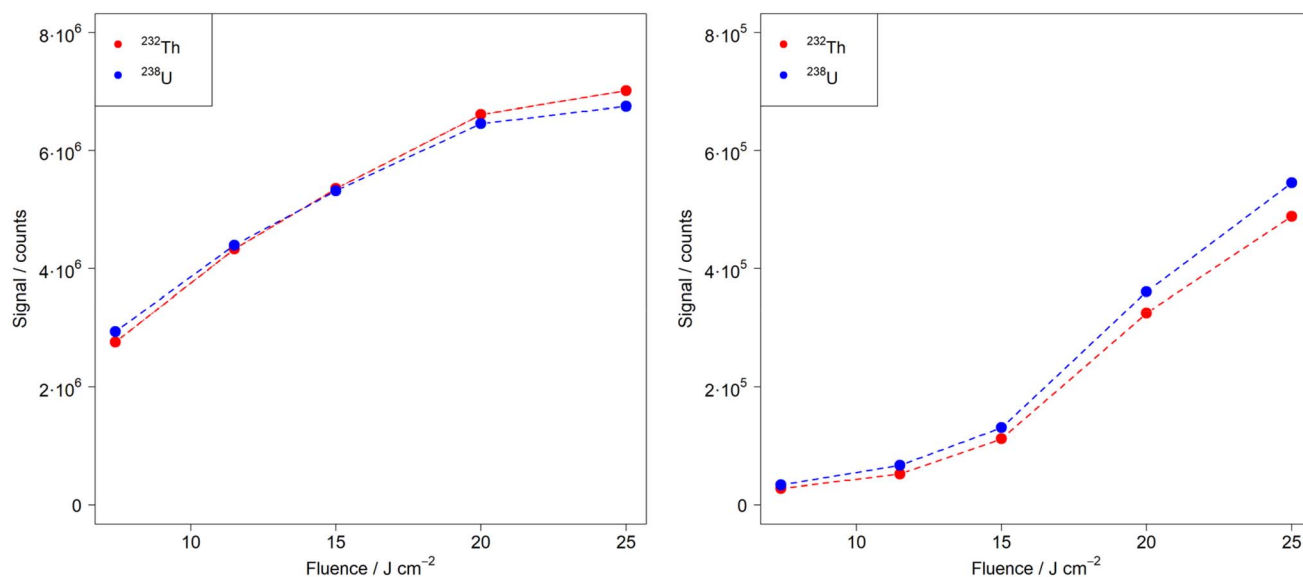 8·10⁶
6·10⁶
4·10⁶
2·10⁶
0
Signal / counts
²³²Th
²³⁸U
10 15 20 25
Fluence / J cm⁻²
8·10⁵
6·10⁵
4·10⁵
2·10⁵
0
Signal / counts
²³²Th
²³⁸U
10 15 20 25
Fluence / J cm⁻²